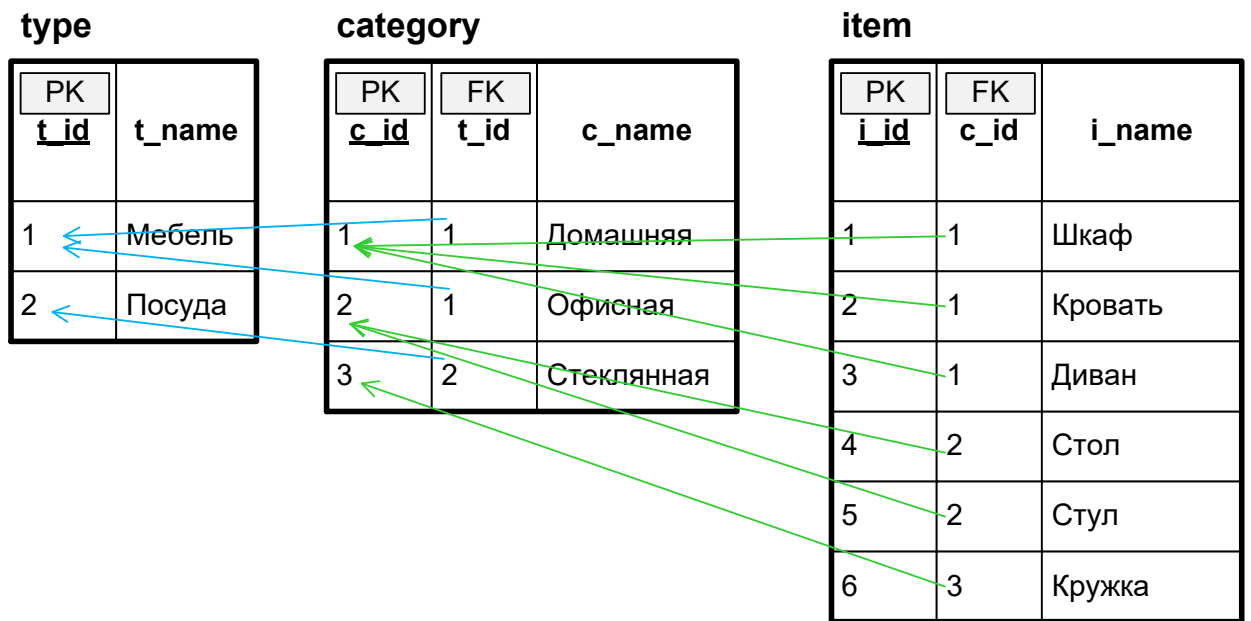 type category item
PK PK FK PK FK
t_id t_name c_id t_id c_name i_id c_id i_name
1 Мебель 1 1 Домашняя 1 1 Шкаф
2 Посуда 2 1 Офисная 2 1 Кровать
3 2 Стеклянная 3 1 Диван
4 2 Стол
5 2 Стул
6 3 Кружка